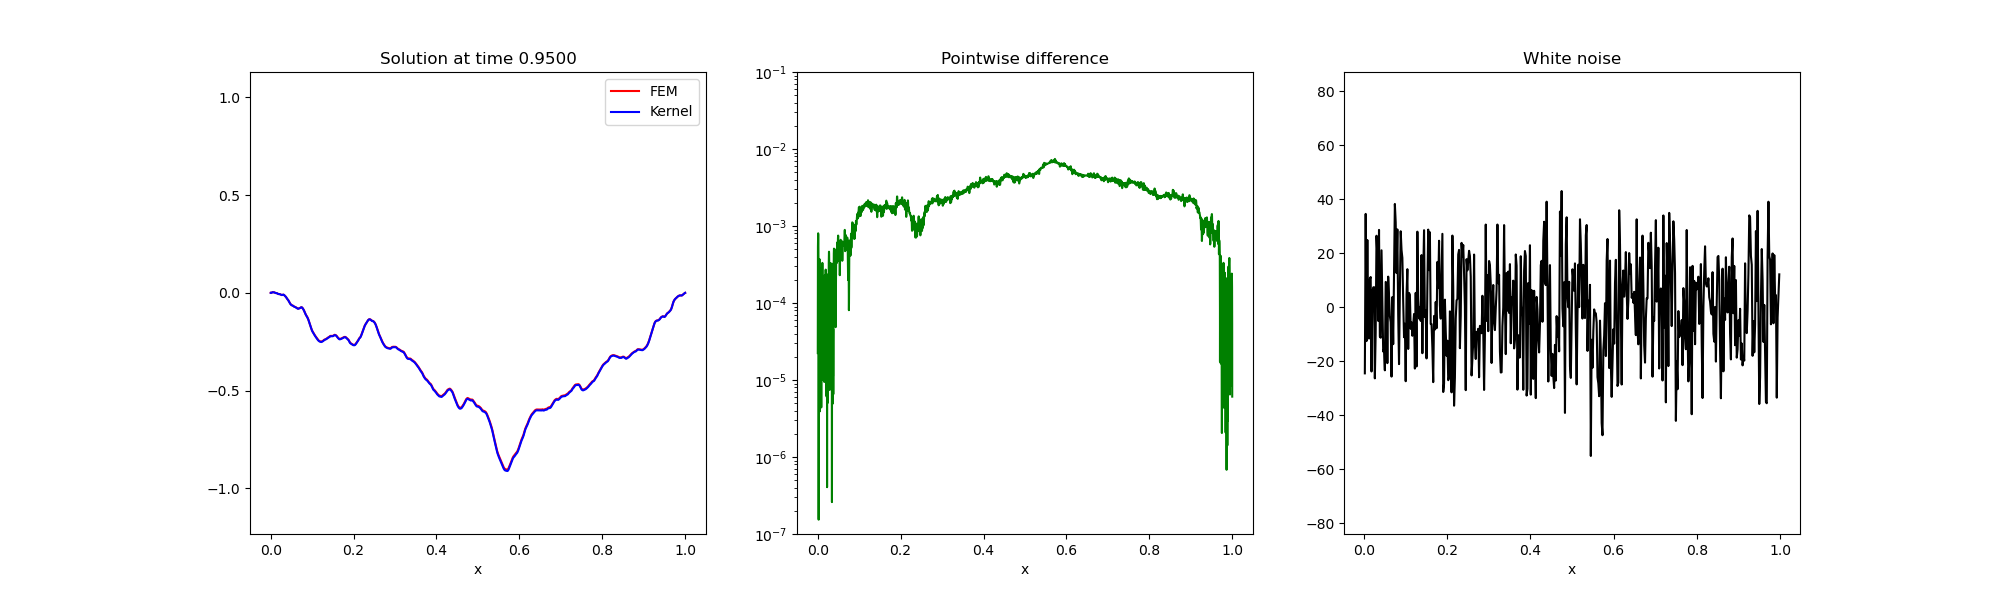 Solution at time 0.9500
1.0
0.5
0.0
−0.5
−1.0
0.0 0.2 0.4 0.6 0.8 1.0
x
FEM
Kernel
Pointwise difference
10⁻¹
10⁻²
10⁻³
10⁻⁴
10⁻⁵
10⁻⁶
10⁻⁷
0.0 0.2 0.4 0.6 0.8 1.0
x
White noise
80
60
40
20
0
−20
−40
−60
−80
0.0 0.2 0.4 0.6 0.8 1.0
x